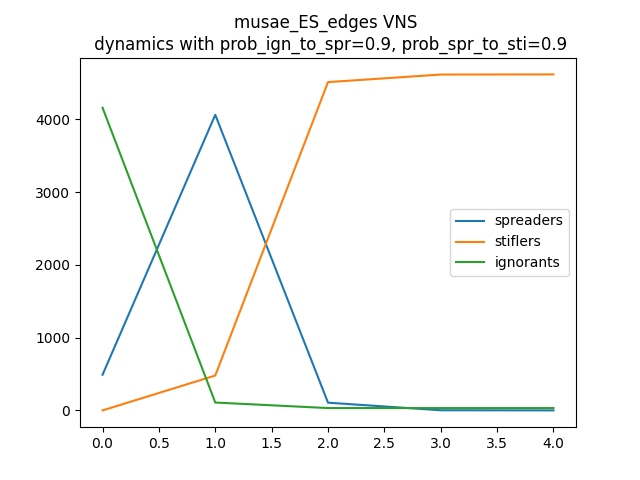 musae_ES_edges VNS
dynamics with prob_ign_to_spr=0.9, prob_spr_to_sti=0.9
4000
3000
2000
1000
0
spreaders
stiflers
ignorants
0.0 0.5 1.0 1.5 2.0 2.5 3.0 3.5 4.0